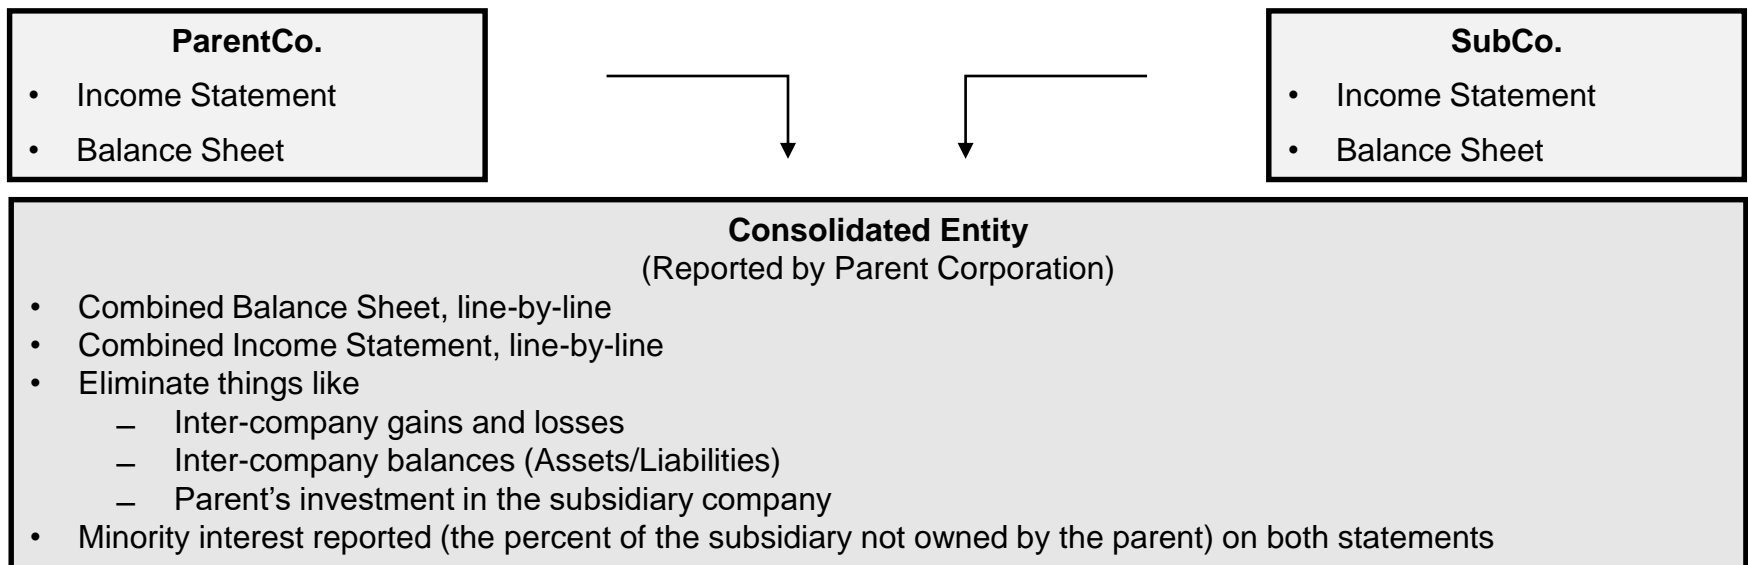 ParentCo.
• Income Statement
• Balance Sheet
SubCo.
• Income Statement
• Balance Sheet
Consolidated Entity
(Reported by Parent Corporation)
• Combined Balance Sheet, line-by-line
• Combined Income Statement, line-by-line
• Eliminate things like
– Inter-company gains and losses
– Inter-company balances (Assets/Liabilities)
– Parent’s investment in the subsidiary company
• Minority interest reported (the percent of the subsidiary not owned by the parent) on both statements